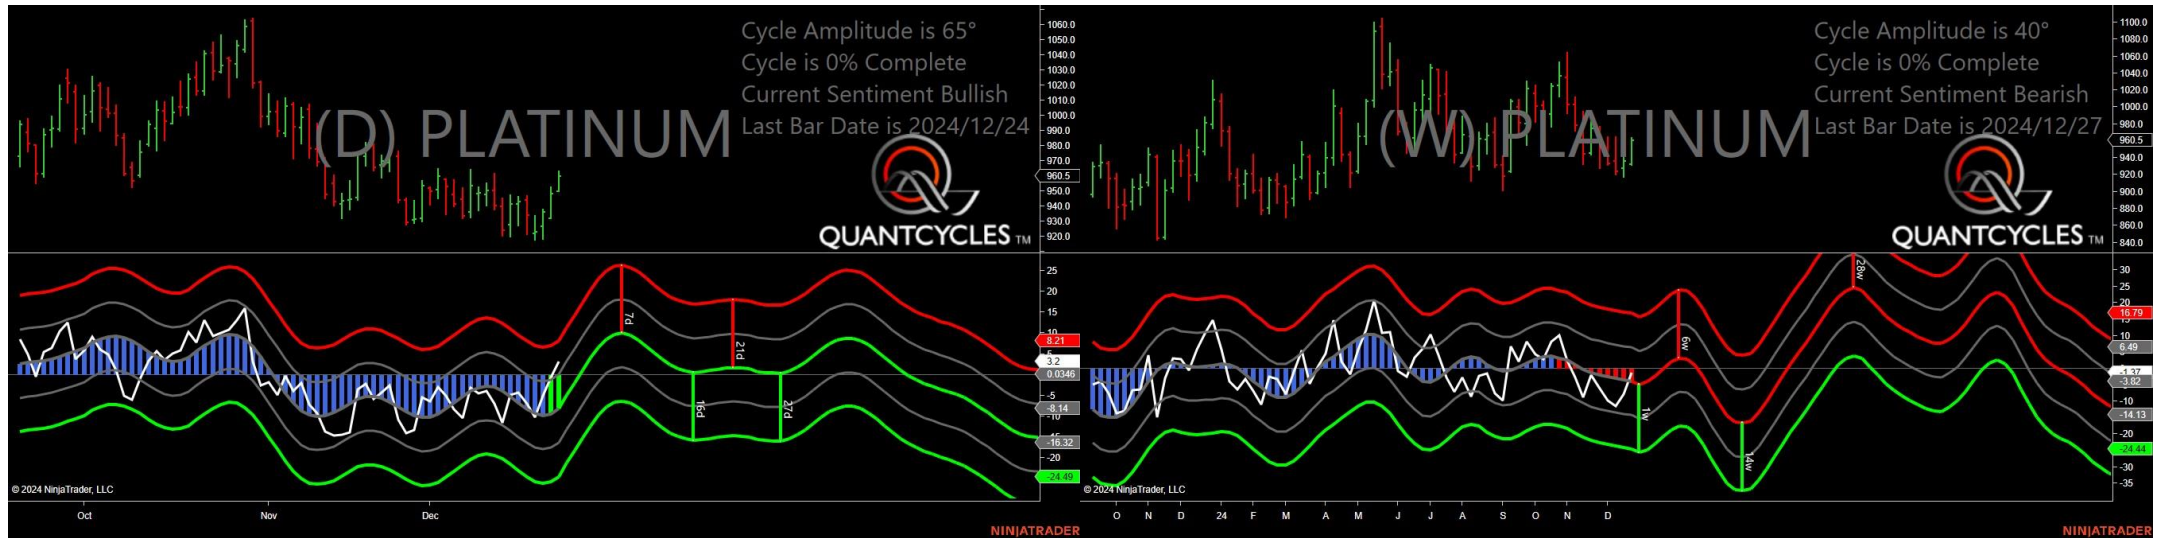 Cycle Amplitude is 65°
Cycle is 0% Complete
Current Sentiment Bullish
Last Bar Date is 2024/12/24
(D) PLATINUM
QUANTCYCLES TM
1060.0
1050.0
1040.0
1030.0
1020.0
1010.0
1000.0
990.0
980.0
970.0
960.5
950.0
940.0
930.0
920.0
25
20
15
10
8.21
3.2
0.0346
-5
-8.14
-10
-16.32
-20
-24.49
7d
21d
16d
27d
© 2024 NinjaTrader, LLC
Oct
Nov
Dec
NINJATRADER
Cycle Amplitude is 40°
Cycle is 0% Complete
Current Sentiment Bearish
Last Bar Date is 2024/12/27
(W) PLATINUM
QUANTCYCLES TM
1100.0
1080.0
1060.0
1040.0
1020.0
1000.0
980.0
960.5
940.0
920.0
900.0
880.0
860.0
840.0
30
25
20
16.79
10
6.49
-1.37
-3.82
-10
-14.13
-20
-24.44
-30
-35
28w
6w
1w
14w
© 2024 NinjaTrader, LLC
O N D 24 F M A M J J A S O N D
NINJATRADER